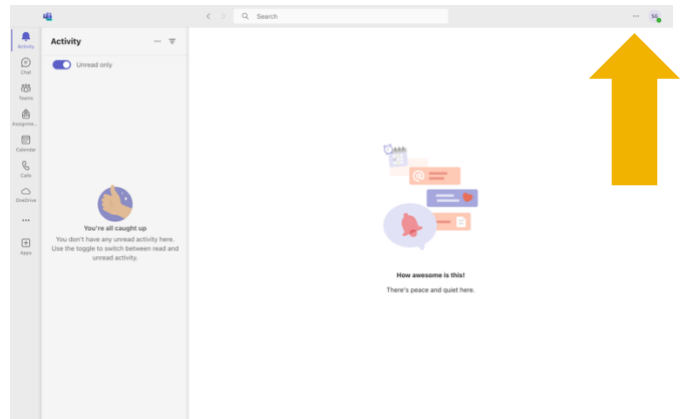 Search
SG
Activity
Unread only
Activity
Chat
Teams
Assignme...
Calendar
Calls
OneDrive
Apps
You're all caught up
You don't have any unread activity here.
Use the toggle to switch between read and
unread activity.
How awesome is this!
There's peace and quiet here.